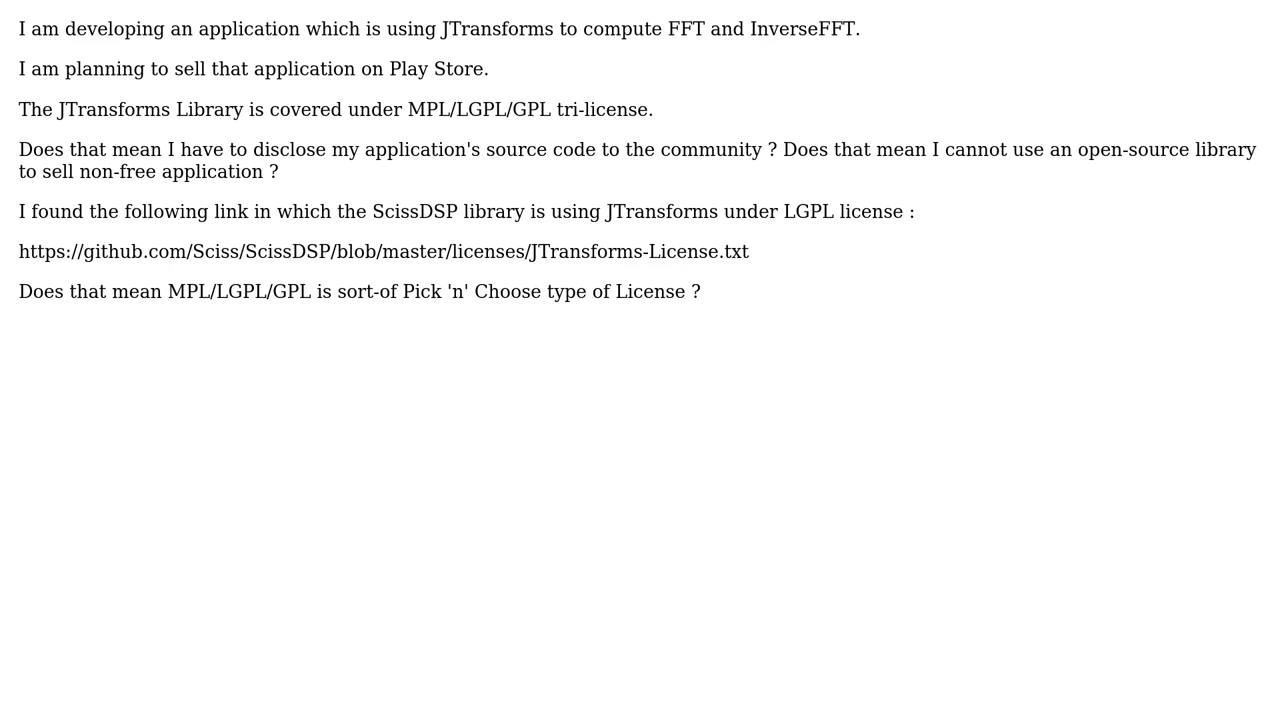 I am developing an application which is using JTransforms to compute FFT and InverseFFT.
I am planning to sell that application on Play Store.
The JTransforms Library is covered under MPL/LGPL/GPL tri-license.
Does that mean I have to disclose my application's source code to the community ? Does that mean I cannot use an open-source library
to sell non-free application ?
I found the following link in which the ScissDSP library is using JTransforms under LGPL license :
https://github.com/Sciss/ScissDSP/blob/master/licenses/JTransforms-License.txt
Does that mean MPL/LGPL/GPL is sort-of Pick 'n' Choose type of License ?